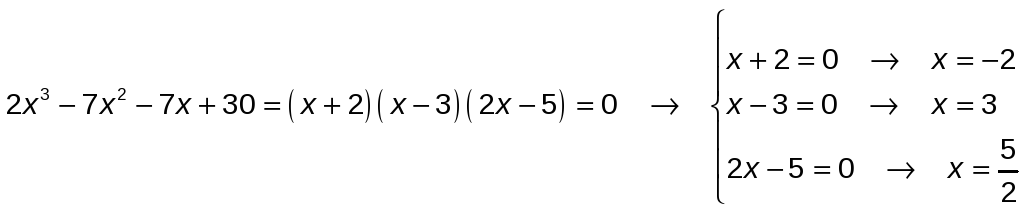 2x³ − 7x² − 7x + 30 = (x + 2)(x − 3)(2x − 5) = 0 → { x + 2 = 0 → x = −2
x − 3 = 0 → x = 3
2x − 5 = 0 → x = 5/2